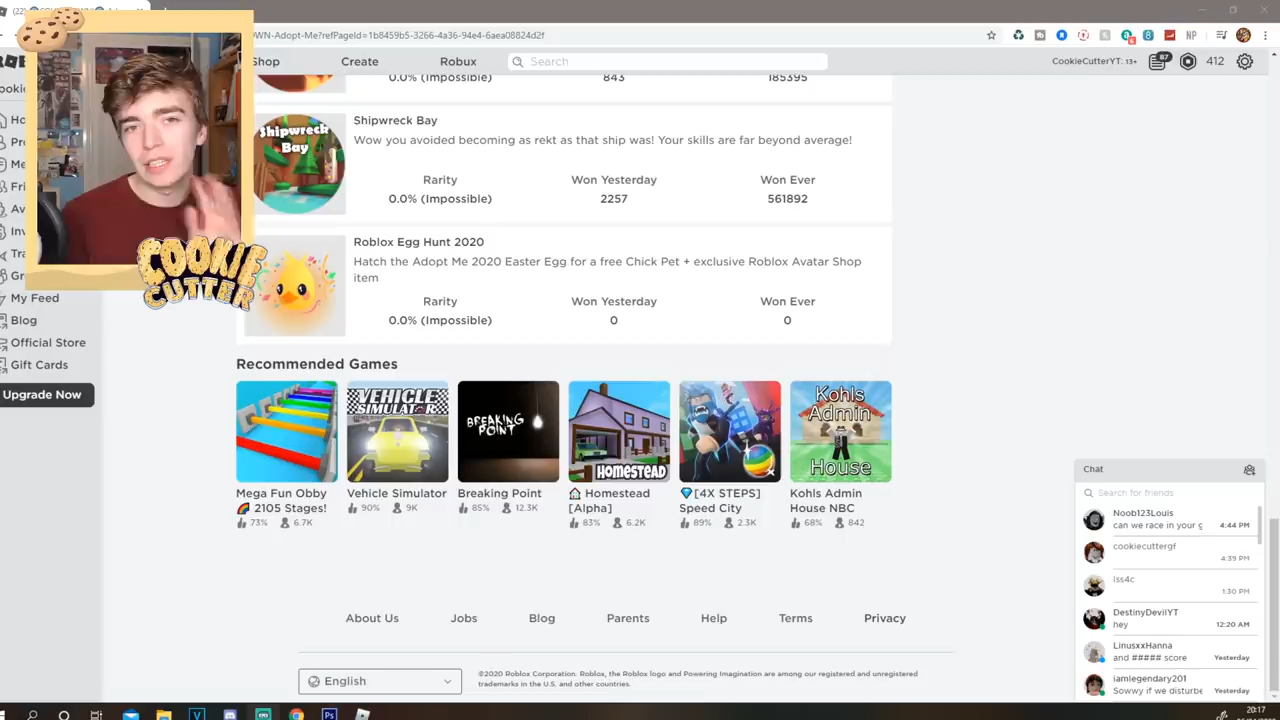 WN-Adopt-Me?refPageId=1b8459b5-3266-4a36-94e4-6aea08824d2f
Shop
Create
Robux
Search
CookieCutterYT: 13+
87
412
0.0% (Impossible)
843
185395
Shipwreck Bay
Shipwreck Bay
Wow you avoided becoming as rekt as that ship was! Your skills are far beyond average!
Rarity
Won Yesterday
Won Ever
0.0% (Impossible)
2257
561892
COOKIE
CUTTER
Roblox Egg Hunt 2020
Hatch the Adopt Me 2020 Easter Egg for a free Chick Pet + exclusive Roblox Avatar Shop
item
Rarity
Won Yesterday
Won Ever
0.0% (Impossible)
0
0
My Feed
Blog
Official Store
Gift Cards
Upgrade Now
Recommended Games
VEHICLE
SIMULATOR
BREAKING
POINT
HOMESTEAD
Kohls
Admin
House
Mega Fun Obby
2105 Stages!
73%
6.7K
Vehicle Simulator
90%
9K
Breaking Point
85%
12.3K
Homestead
[Alpha]
83%
6.2K
[4X STEPS]
Speed City
89%
2.3K
Kohls Admin
House NBC
68%
842
Chat
Search for friends
Noob123Louis
can we race in your g
4:44 PM
cookiecuttergf
4:39 PM
lss4c
1:30 PM
DestinyDevilYT
hey
12:20 AM
LinusxxHanna
and ##### score
Yesterday
iamlegendary201
Sowwy if we disturbe
Yesterday
About Us
Jobs
Blog
Parents
Help
Terms
Privacy
English
©2020 Roblox Corporation. Roblox, the Roblox logo and Powering Imagination are among our registered and unregistered
trademarks in the U.S. and other countries.
20:17